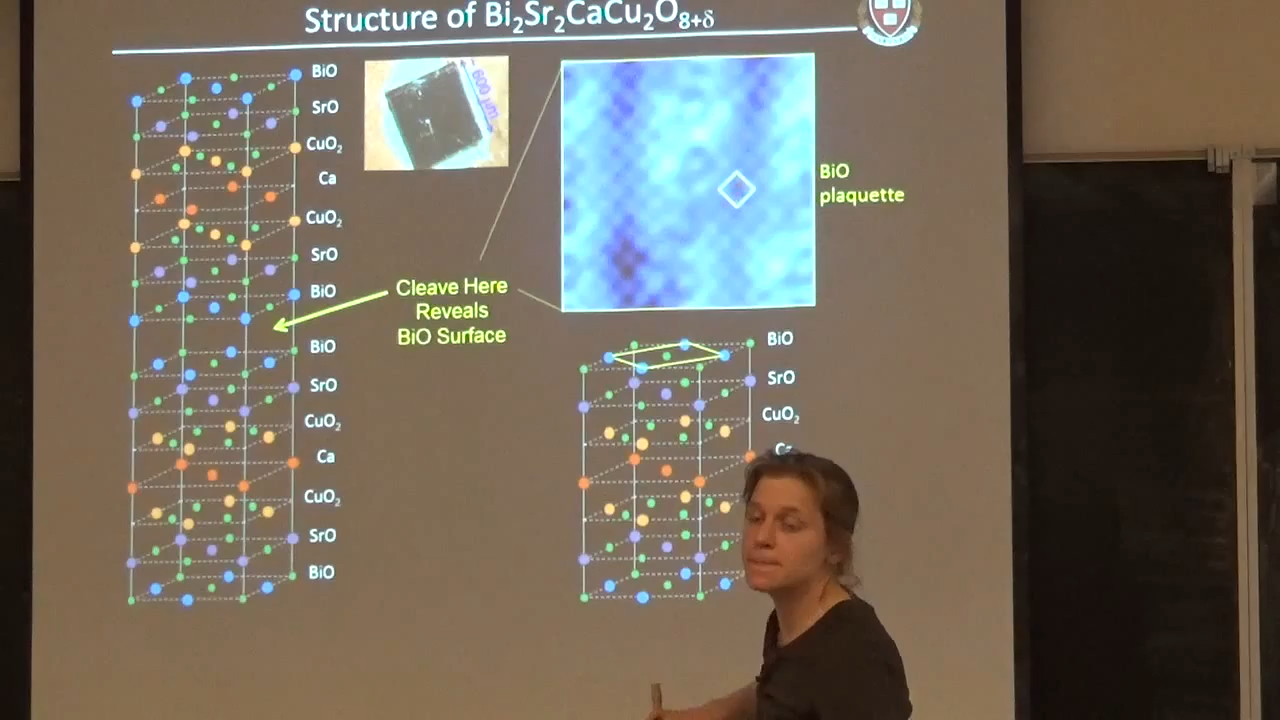 Structure of Bi₂Sr₂CaCu₂O₈₊δ
BiO
SrO
CuO₂
Ca
CuO₂
SrO
BiO
BiO
SrO
CuO₂
Ca
CuO₂
SrO
BiO
600 μm
Cleave Here
Reveals
BiO Surface
BiO
plaquette
BiO
SrO
CuO₂